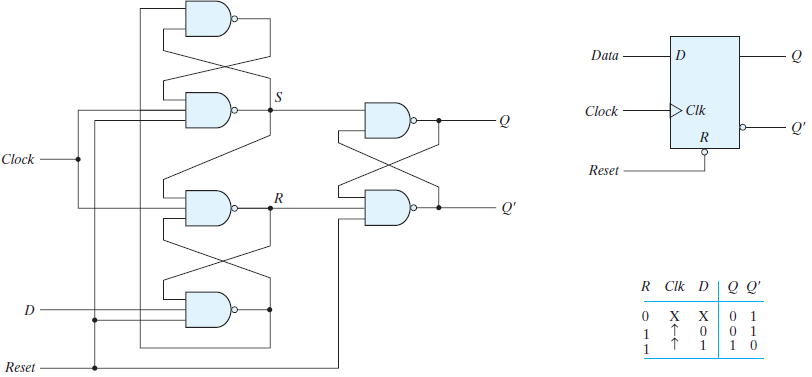 S
Q
Clock
R
Q'
D
Reset
Data
D
Q
Clock
Clk
R
Q'
Reset
R Clk D Q Q'
0 X X 0 1
1 ↑ 0 0 1
1 ↑ 1 1 0